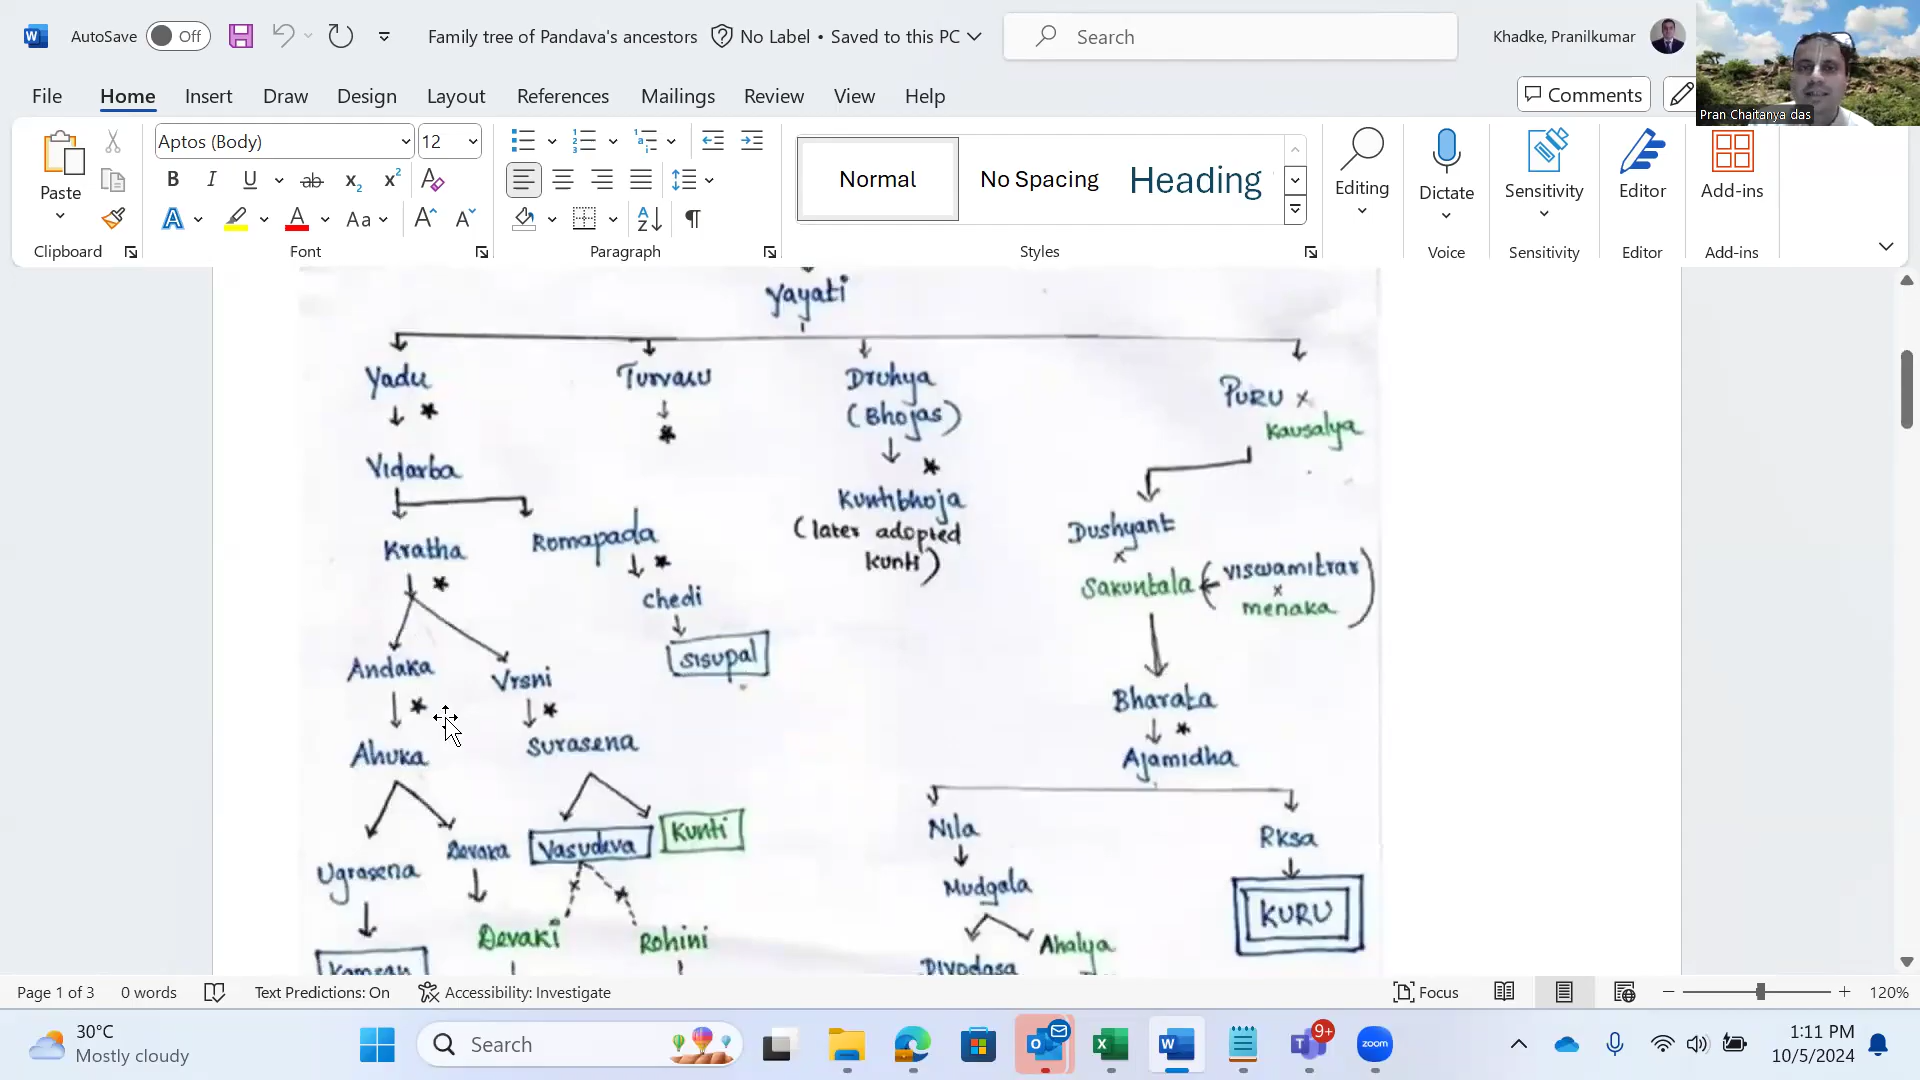 AutoSave Off Family tree of Pandava's ancestors No Label • Saved to this PC Search Khadke, Pranilkumar
File Home Insert Draw Design Layout References Mailings Review View Help Comments
Pran Chaitanya das
Paste Aptos (Body) 12 Normal No Spacing Heading Editing Dictate Sensitivity Editor Add-ins
Clipboard Font Paragraph Styles Voice Sensitivity Editor Add-ins
Yayati
Yadu Turvasu Druhya PURU x
(Bhojas) Kausalya
Vidarba
Kuntibhoja
(later adopted
kunti)
Kratha Romapada Dushyant
x
Sakuntala (viswamitrar
x
menaka)
Chedi
Sisupal
Andaka Vrsni
Bharata
Ahuka Surasena Ajamidha
Vasudeva Kunti Nila Rksa
Ugrasena Devaka
Mudgala KURU
Devaki Rohini Ahalya
Kamsan Divodasa
Page 1 of 3 0 words Text Predictions: On Accessibility: Investigate Focus 120%
30°C
Mostly cloudy
Search
9+
zoom
1:11 PM
10/5/2024